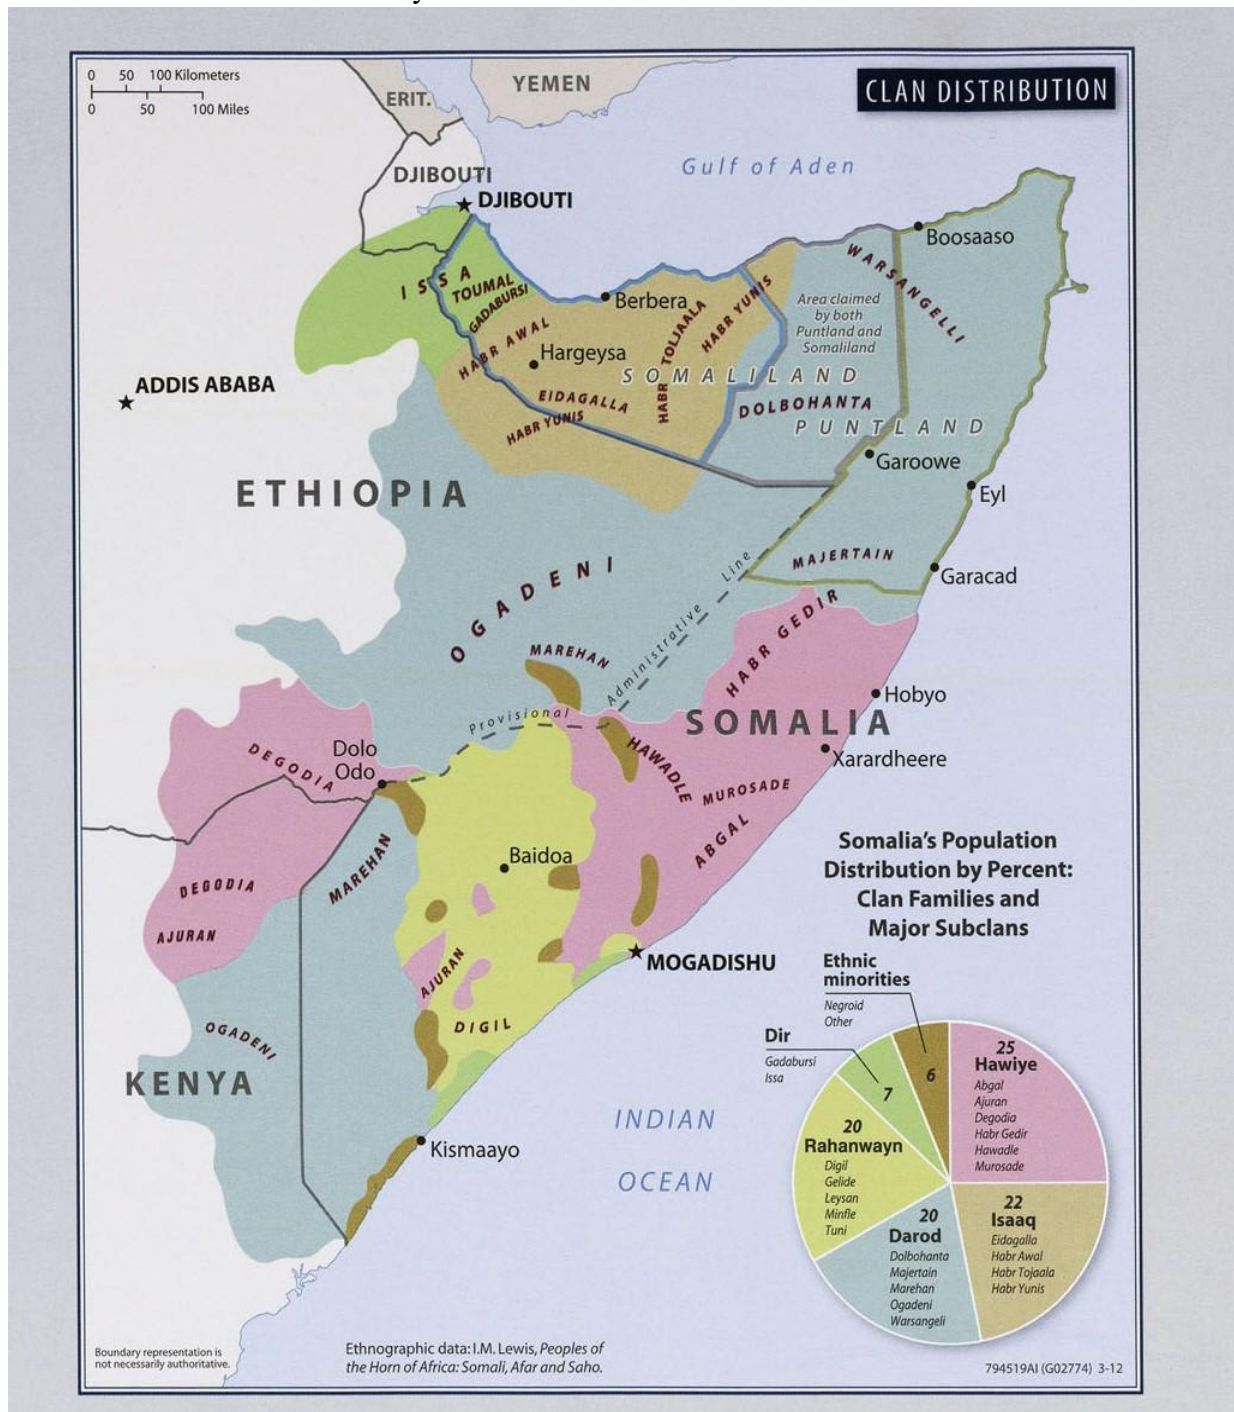 0 50 100 Kilometers
0 50 100 Miles
CLAN DISTRIBUTION
ERIT.
YEMEN
Gulf of Aden
DJIBOUTI
DJIBOUTI
Boosaaso
ISSA
TOUMAL
GADABURSI
WARSANGELLI
Berbera
HABR YUNIS
Area claimed
by both
Puntland and
Somaliland
HABR AWAL
HABR TOLJAALA
Hargeysa
SOMALILAND
ADDIS ABABA
EIDAGALLA
HABR YUNIS
DOLBOHANTA
PUNTLAND
Garoowe
ETHIOPIA
Eyl
MAJERTAIN
Garacad
OGADENI
Provisional Administrative Line
HABR GEDIR
MAREHAN
Hobyo
SOMALIA
DEGODIA
Dolo
Odo
HAWADLE
Xarardheere
MUROSADE
ABGAL
MAREHAN
Baidoa
DEGODIA
AJURAN
AJURAN
MOGADISHU
DIGIL
OGADENI
KENYA
Kismaayo
INDIAN
OCEAN
Somalia's Population
Distribution by Percent:
Clan Families and
Major Subclans
Ethnic
minorities
Negroid
Other
6
Dir
Gadabursi
Issa
7
25
Hawiye
Abgal
Ajuran
Degodia
Habr Gedir
Hawadle
Murosade
20
Rahanwayn
Digil
Gelide
Leysan
Minfle
Tuni
20
Darod
Dolbohanta
Majertain
Marehan
Ogadeni
Warsangeli
22
Isaaq
Eidagalla
Habr Awal
Habr Tojaala
Habr Yunis
Boundary representation is
not necessarily authoritative.
Ethnographic data: I.M. Lewis, Peoples of
the Horn of Africa: Somali, Afar and Saho.
794519AI (G02774) 3-12